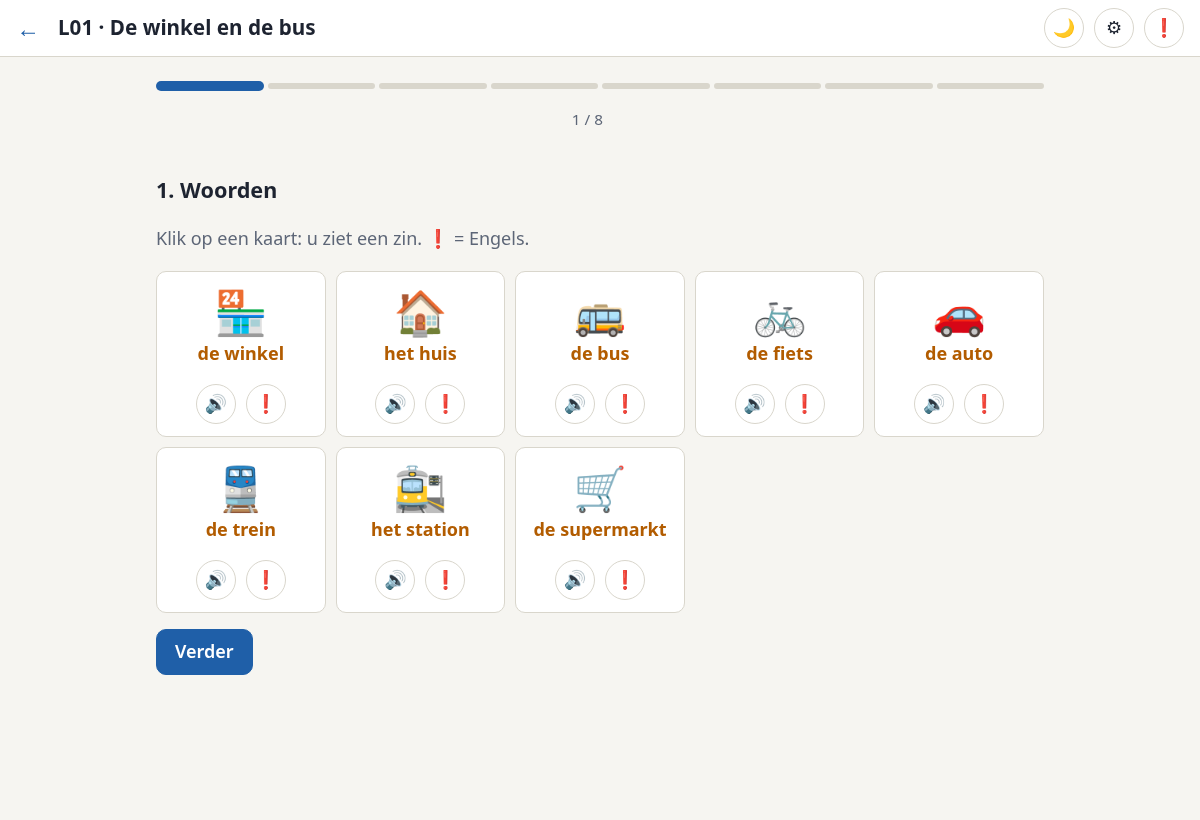 ← L01 · De winkel en de bus 🌙 ⚙ ❗
1 / 8
1. Woorden
Klik op een kaart: u ziet een zin. ❗ = Engels.
24
de winkel
het huis
de bus
de fiets
de auto
de trein
het station
de supermarkt
Verder